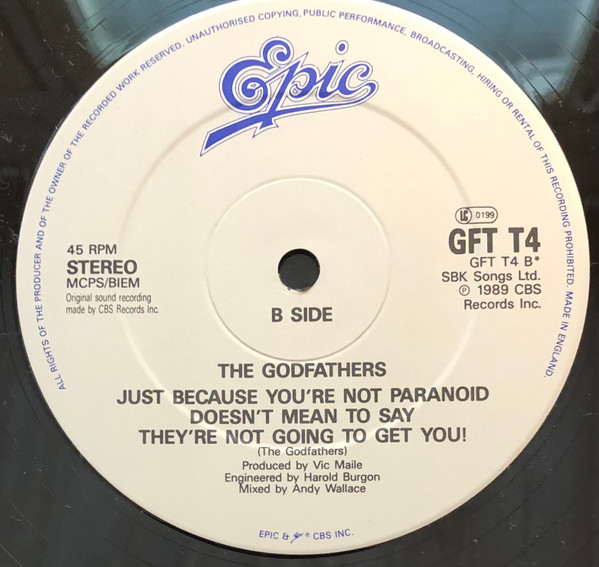 ALL RIGHTS OF THE PRODUCER AND OF THE OWNER OF THE RECORDED WORK RESERVED. UNAUTHORISED COPYING, PUBLIC PERFORMANCE, BROADCASTING, HIRING OR RENTAL OF THIS RECORDING PROHIBITED. MADE IN ENGLAND.
Epic
LC 0199
45 RPM
STEREO
MCPS/BIEM
Original sound recording
made by CBS Records Inc.
GFT T4
GFT T4 B*
SBK Songs Ltd.
℗ 1989 CBS
Records Inc.
B SIDE
THE GODFATHERS
JUST BECAUSE YOU'RE NOT PARANOID
DOESN'T MEAN TO SAY
THEY'RE NOT GOING TO GET YOU!
(The Godfathers)
Produced by Vic Maile
Engineered by Harold Burgon
Mixed by Andy Wallace
EPIC & ® CBS INC.